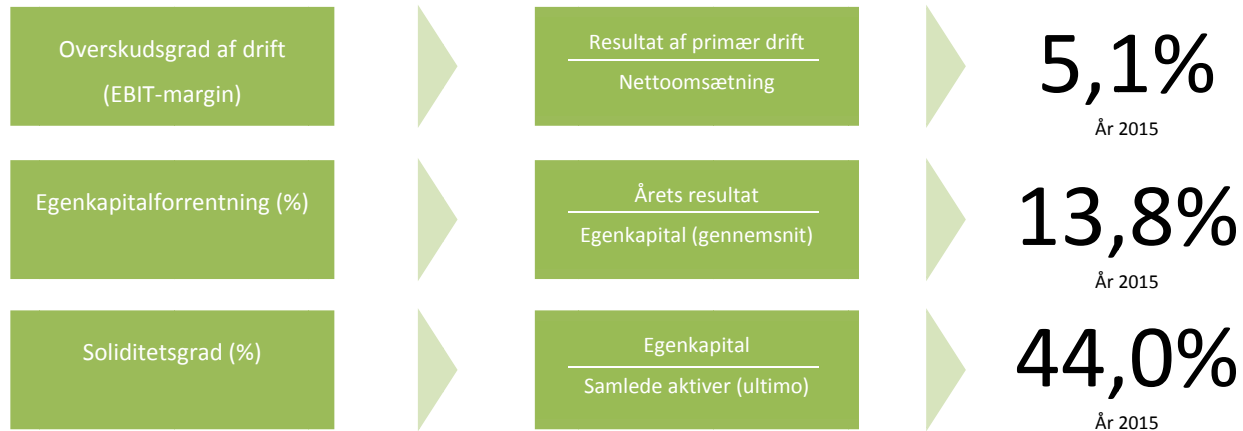 Overskudsgrad af drift
(EBIT-margin)
Resultat af primær drift
Nettoomsætning
5,1%
År 2015
Egenkapitalforrentning (%)
Årets resultat
Egenkapital (gennemsnit)
13,8%
År 2015
Soliditetsgrad (%)
Egenkapital
Samlede aktiver (ultimo)
44,0%
År 2015